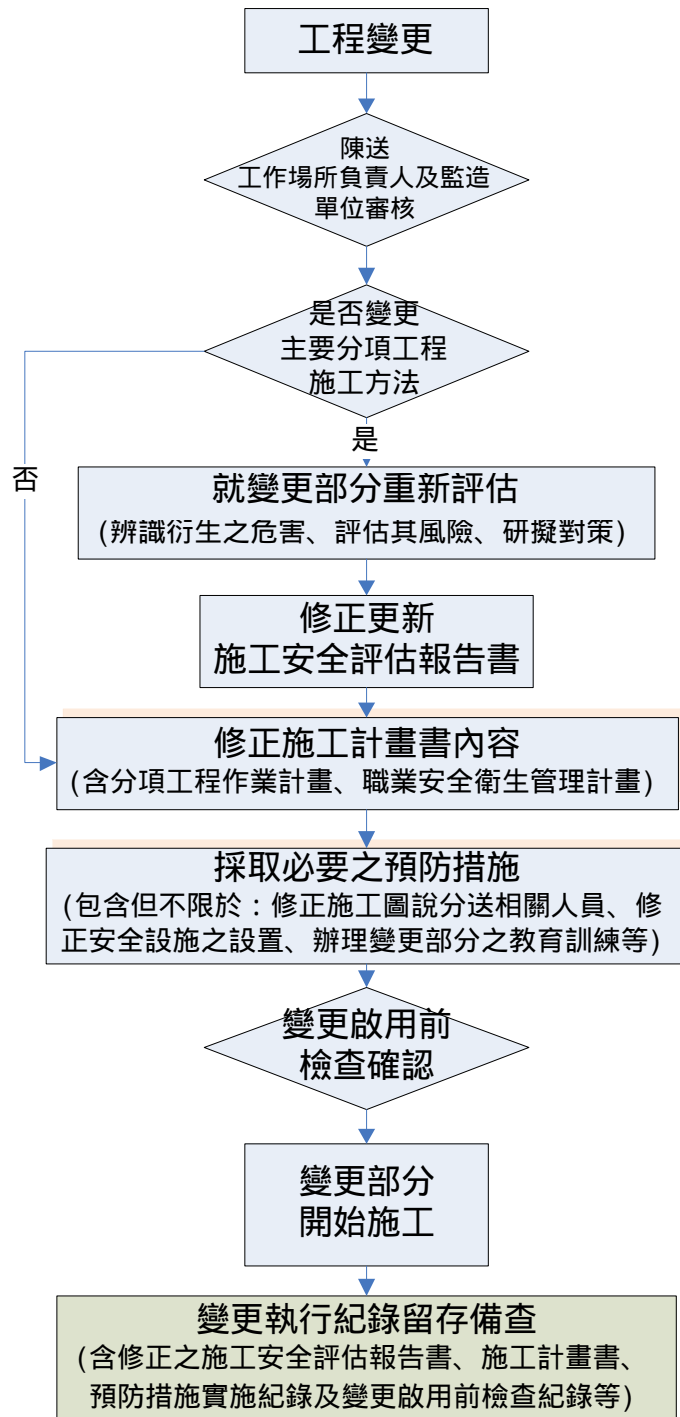 工程變更
陳送
工作場所負責人及監造
單位審核
是否變更
主要分項工程
施工方法
是
否
就變更部分重新評估
(辨識衍生之危害、評估其風險、研擬對策)
修正更新
施工安全評估報告書
修正施工計畫書內容
(含分項工程作業計畫、職業安全衛生管理計畫)
採取必要之預防措施
(包含但不限於：修正施工圖說分送相關人員、修
正安全設施之設置、辦理變更部分之教育訓練等)
變更啟用前
檢查確認
變更部分
開始施工
變更執行紀錄留存備查
(含修正之施工安全評估報告書、施工計畫書、
預防措施實施紀錄及變更啟用前檢查紀錄等)